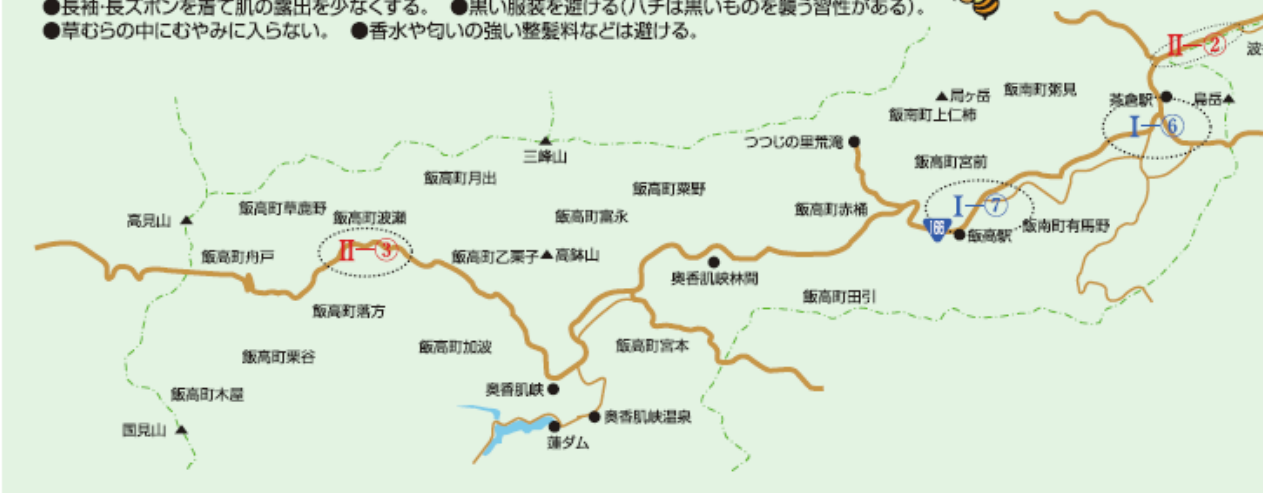 ●長袖・長ズボンを着て肌の露出を少なくする。 ●黒い服装を避ける(ハチは黒いものを襲う習性がある)。
●草むらの中にむやみに入らない。 ●香水や匂いの強い整髪料などは避ける。
II-②
波
▲局ヶ岳
飯南町粥見
茶倉駅
烏岳▲
飯南町上仁柿
I-⑥
つつじの里荒滝
三峰山
飯高町宮前
飯高町月出
飯高町粟野
飯高町草鹿野
飯高町波瀬
飯高町富永
飯高町赤桶
I-⑦
高見山
166
飯高駅
飯南町有馬野
II-③
飯高町舟戸
飯高町乙栗子
▲高鉢山
奥香肌峡林間
飯高町田引
飯高町落方
飯高町加波
飯高町宮本
飯高町栗谷
奥香肌峡
飯高町木屋
奥香肌峡温泉
国見山
蓮ダム